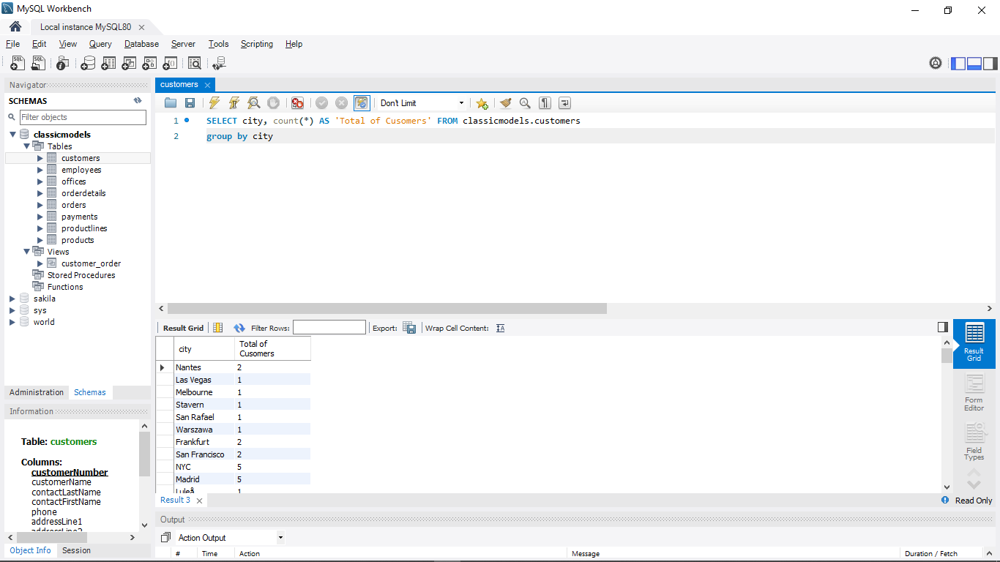 MySQL Workbench
Local instance MySQL80
File Edit View Query Database Server Tools Scripting Help
Navigator
SCHEMAS
Filter objects
classicmodels
Tables
customers
employees
offices
orderdetails
orders
payments
productlines
products
Views
customer_order
Stored Procedures
Functions
sakila
sys
world
Administration Schemas
Information
Table: customers
Columns:
customerNumber
customerName
contactLastName
contactFirstName
phone
addressLine1
addressLine2
Object Info Session
customers
Don't Limit
1 SELECT city, count(*) AS 'Total of Cusomers' FROM classicmodels.customers
2 group by city
Result Grid Filter Rows: Export: Wrap Cell Content:
city Total of Cusomers
Nantes 2
Las Vegas 1
Melbourne 1
Stavern 1
San Rafael 1
Warszawa 1
Frankfurt 2
San Francisco 2
NYC 5
Madrid 5
Luleå 1
Result Grid
Form Editor
Field Types
Result 3
Read Only
Output
Action Output
# Time Action Message Duration / Fetch